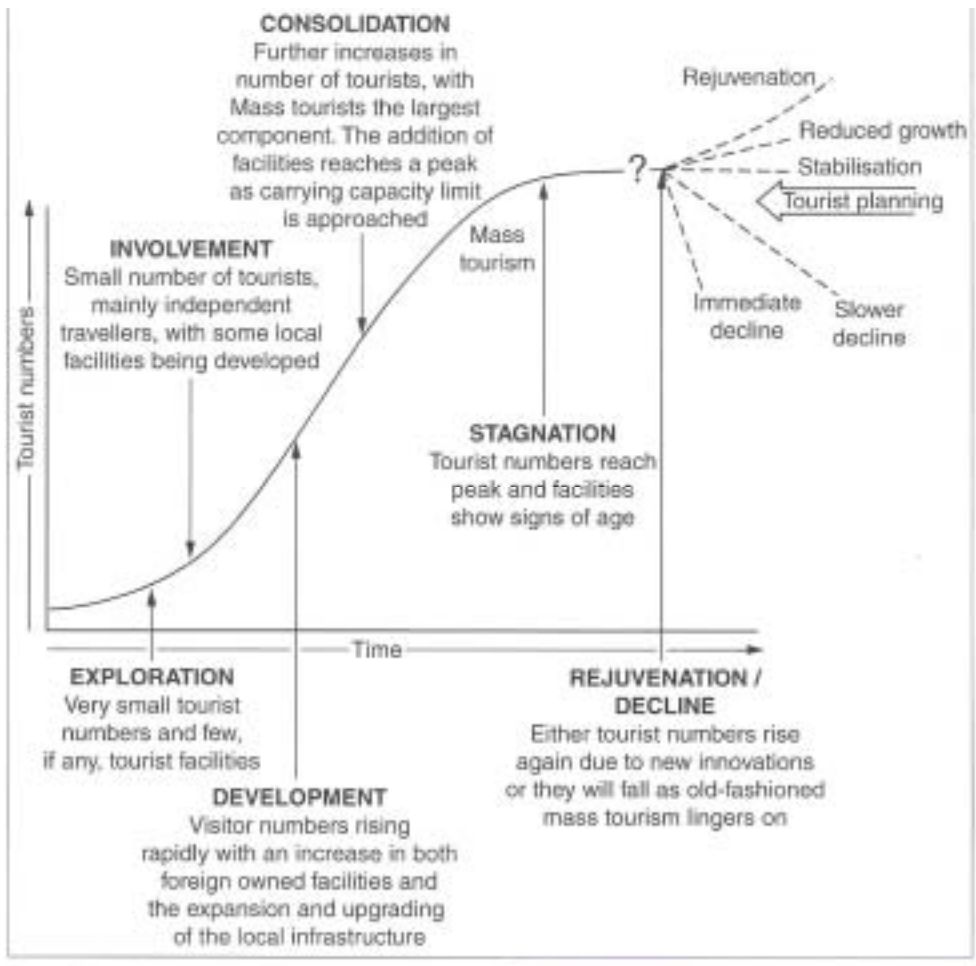 CONSOLIDATION
Further increases in
number of tourists, with
Mass tourists the largest
component. The addition of
facilities reaches a peak
as carrying capacity limit
is approached
Rejuvenation
Reduced growth
?
Stabilisation
Tourist planning
Mass
tourism
Immediate
decline
Slower
decline
INVOLVEMENT
Small number of tourists,
mainly independent
travellers, with some local
facilities being developed
Tourist numbers
STAGNATION
Tourist numbers reach
peak and facilities
show signs of age
Time
EXPLORATION
Very small tourist
numbers and few,
if any, tourist facilities
REJUVENATION /
DECLINE
Either tourist numbers rise
again due to new innovations
or they will fall as old-fashioned
mass tourism lingers on
DEVELOPMENT
Visitor numbers rising
rapidly with an increase in both
foreign owned facilities and
the expansion and upgrading
of the local infrastructure